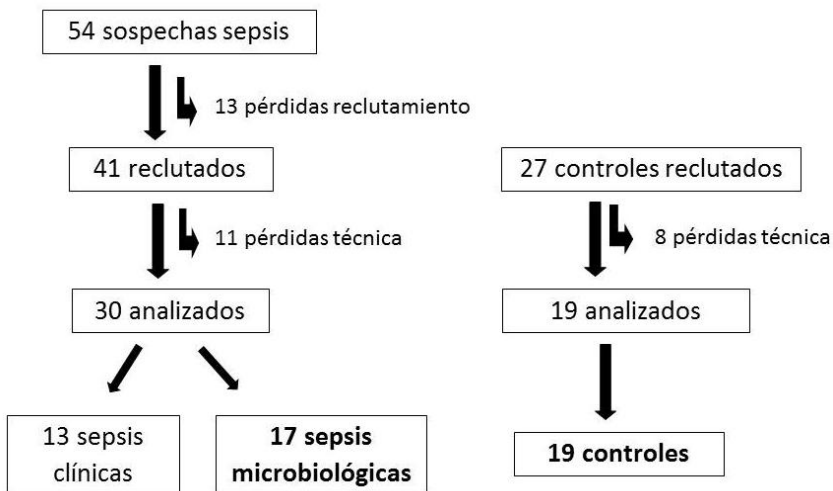 54 sospechas sepsis
13 pérdidas reclutamiento
41 reclutados
11 pérdidas técnica
30 analizados
13 sepsis
clínicas
17 sepsis
microbiológicas
27 controles reclutados
8 pérdidas técnica
19 analizados
19 controles